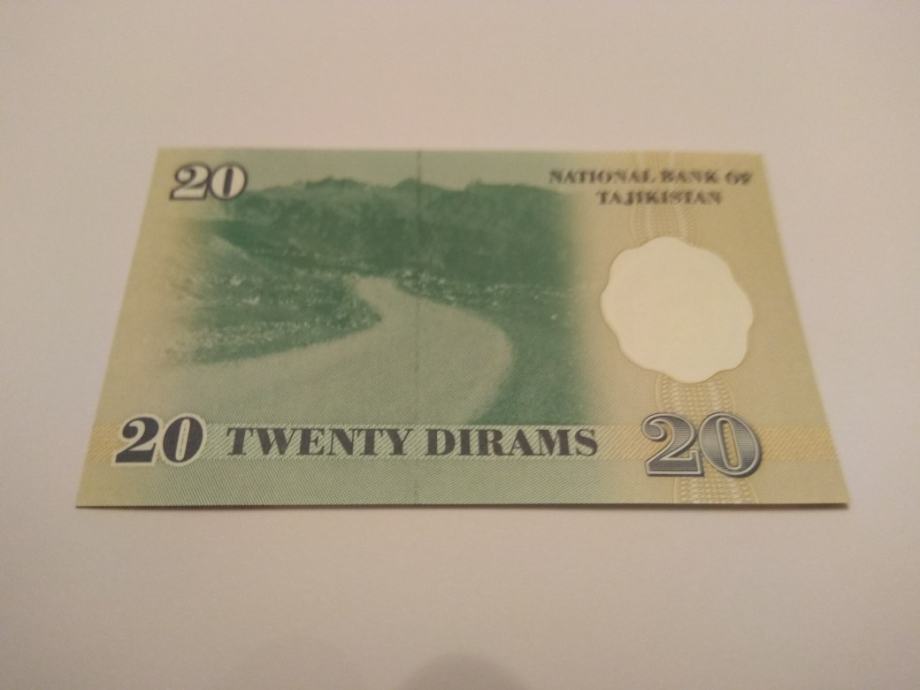 20
NATIONAL BANK OF
TAJIKISTAN
20 TWENTY DIRAMS 20